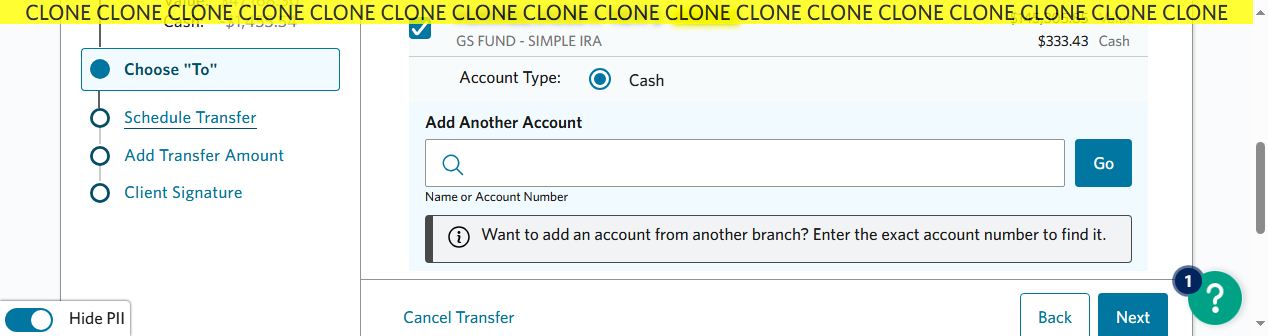 CLONE CLONE CLONE CLONE CLONE CLONE CLONE CLONE CLONE CLONE CLONE CLONE CLONE CLONE CLONE CLONE CLONE
GS FUND - SIMPLE IRA
$333.43 Cash
Account Type:
Cash
Choose "To"
Schedule Transfer
Add Transfer Amount
Client Signature
Add Another Account
Go
Name or Account Number
Want to add an account from another branch? Enter the exact account number to find it.
Hide PII
Cancel Transfer
Back
Next
1
?